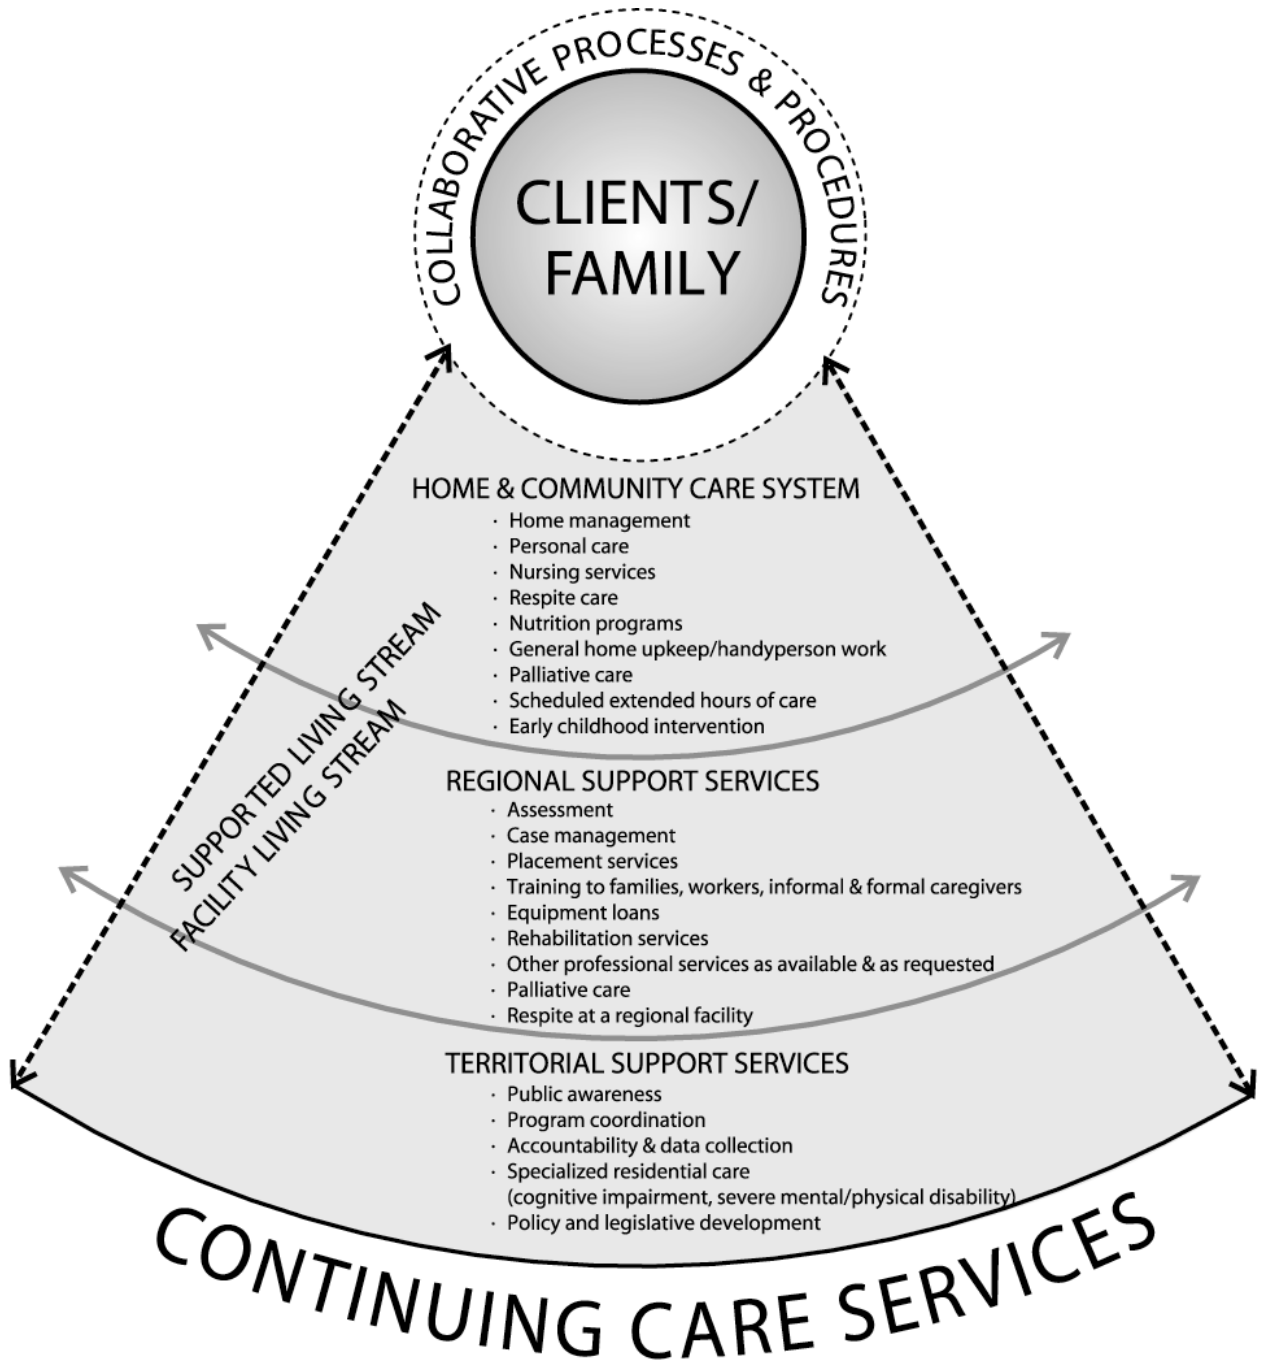 COLLABORATIVE PROCESSES & PROCEDURES
CLIENTS/
FAMILY
HOME & COMMUNITY CARE SYSTEM
· Home management
· Personal care
· Nursing services
· Respite care
· Nutrition programs
· General home upkeep/handyperson work
· Palliative care
· Scheduled extended hours of care
· Early childhood intervention
SUPPORTED LIVING STREAM
FACILITY LIVING STREAM
REGIONAL SUPPORT SERVICES
· Assessment
· Case management
· Placement services
· Training to families, workers, informal & formal caregivers
· Equipment loans
· Rehabilitation services
· Other professional services as available & as requested
· Palliative care
· Respite at a regional facility
TERRITORIAL SUPPORT SERVICES
· Public awareness
· Program coordination
· Accountability & data collection
· Specialized residential care
(cognitive impairment, severe mental/physical disability)
· Policy and legislative development
CONTINUING CARE SERVICES